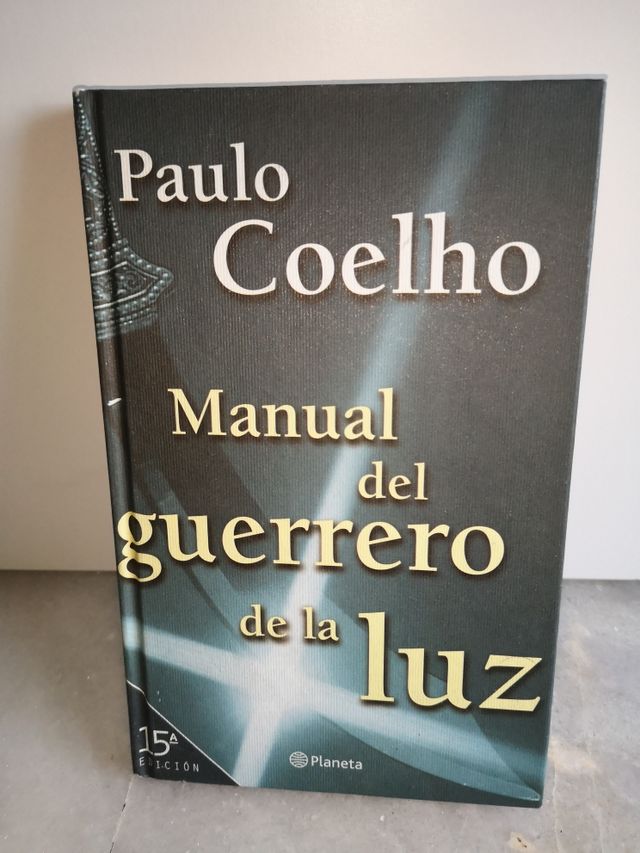 Paulo
Coelho
Manual
del
guerrero
de la
luz
15ª
EDICIÓN
Planeta